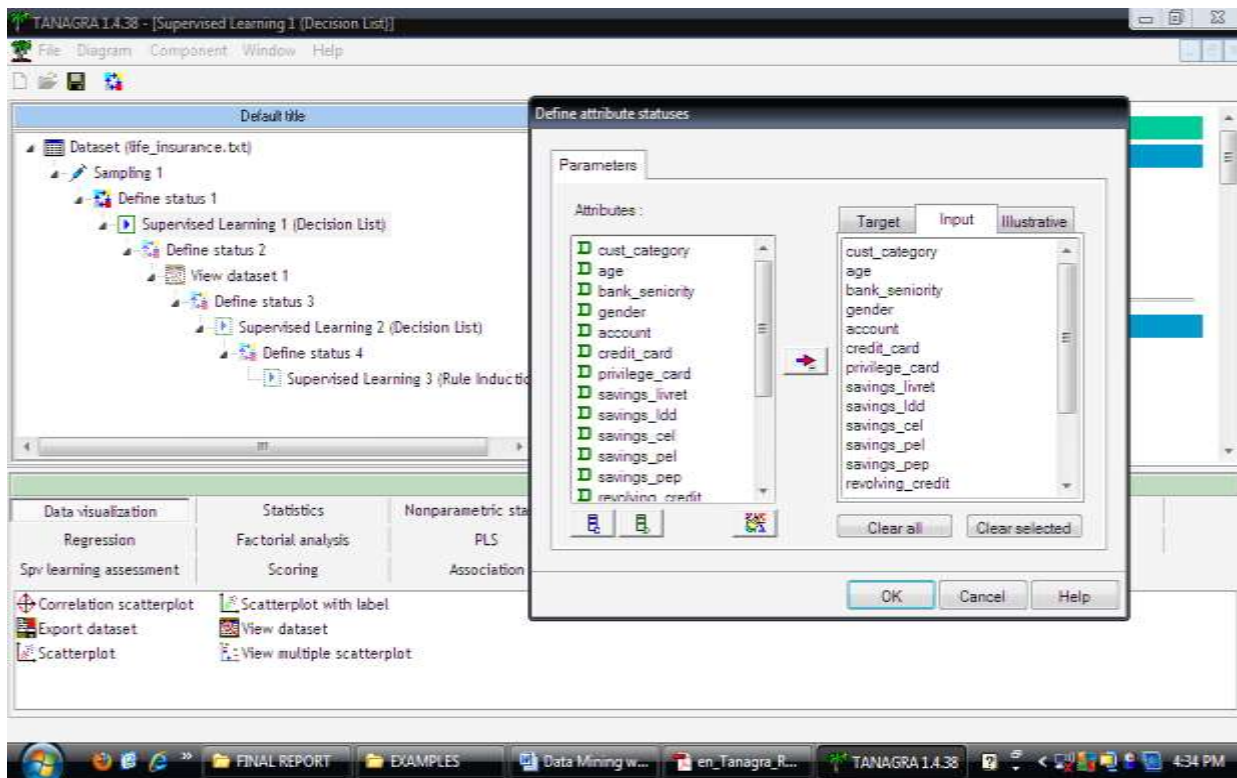 TANAGRA 1.4.38 - [Supervised Learning 1 (Decision List)]
File Diagram Component Window Help
Default title
Dataset (life_insurance.txt)
Sampling 1
Define status 1
Supervised Learning 1 (Decision List)
Define status 2
View dataset 1
Define status 3
Supervised Learning 2 (Decision List)
Define status 4
Supervised Learning 3 (Rule Inductio
Define attribute statuses
Parameters
Attributes :
cust_category
age
bank_seniority
gender
account
credit_card
privilege_card
savings_livret
savings_ldd
savings_cel
savings_pel
savings_pep
revolving_credit
Target Input Illustrative
cust_category
age
bank_seniority
gender
account
credit_card
privilege_card
savings_livret
savings_ldd
savings_cel
savings_pel
savings_pep
revolving_credit
Clear all Clear selected
OK Cancel Help
Data visualization Statistics Nonparametric sta
Regression Factorial analysis PLS
Spv learning assessment Scoring Association
Correlation scatterplot Scatterplot with label
Export dataset View dataset
Scatterplot View multiple scatterplot
FINAL REPORT EXAMPLES Data Mining w... en_Tanagra_R... TANAGRA 1.4.38 4:34 PM